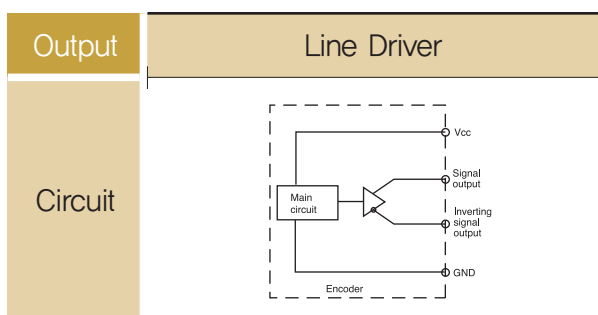 Output
Line Driver
Circuit
Vcc
Signal
output
Main
circuit
Inverting
signal
output
GND
Encoder